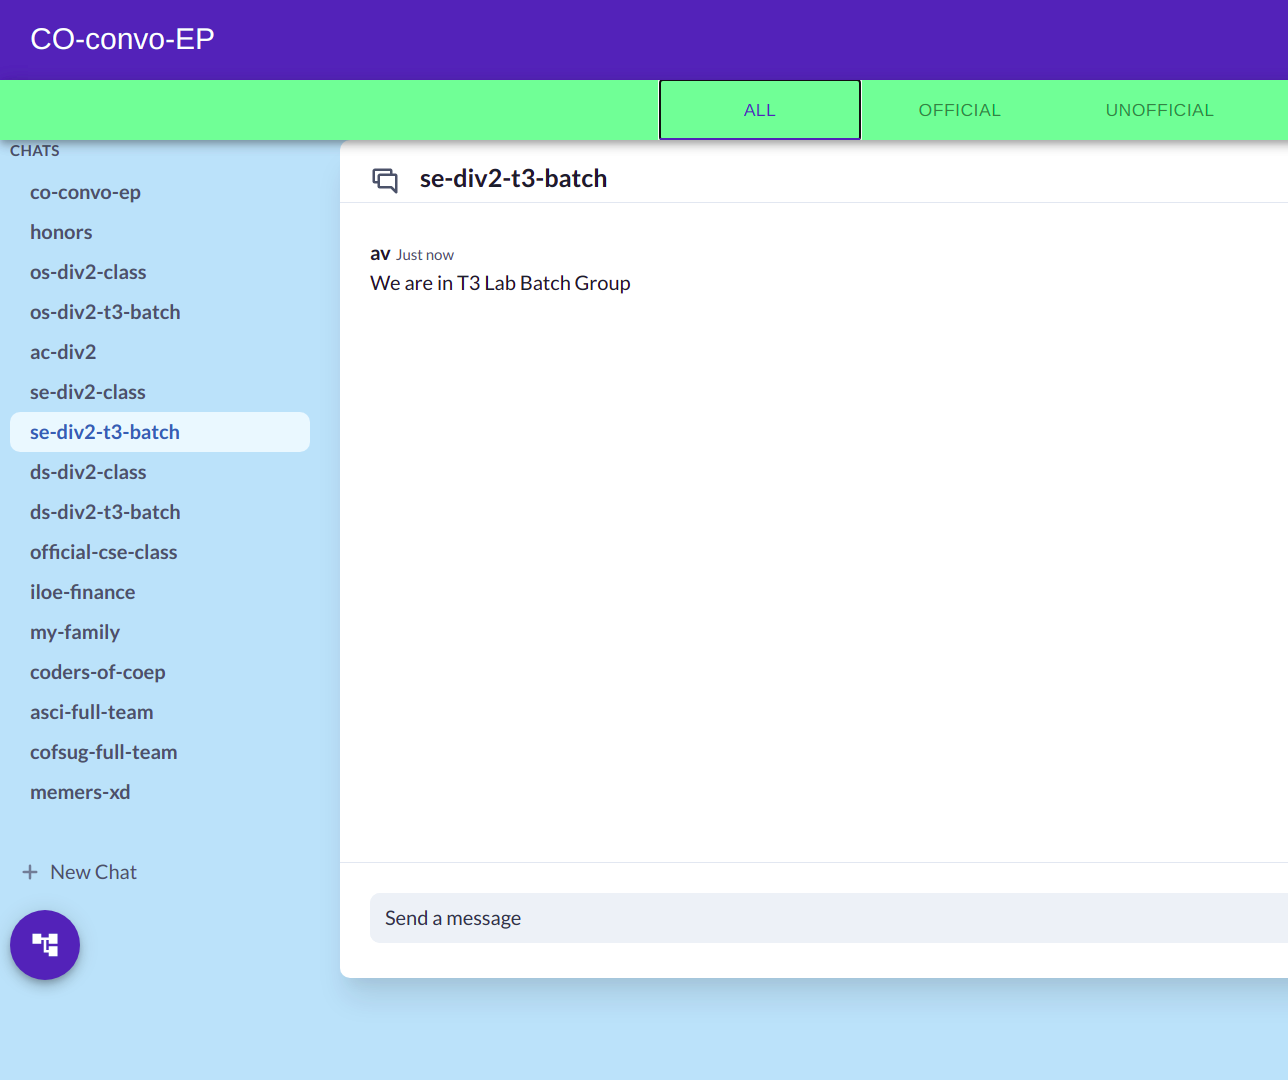 CO-convo-EP
ALL
OFFICIAL
UNOFFICIAL
CHATS
co-convo-ep
honors
os-div2-class
os-div2-t3-batch
ac-div2
se-div2-class
se-div2-t3-batch
ds-div2-class
ds-div2-t3-batch
official-cse-class
iloe-finance
my-family
coders-of-coep
asci-full-team
cofsug-full-team
memers-xd
New Chat
se-div2-t3-batch
av Just now
We are in T3 Lab Batch Group
Send a message